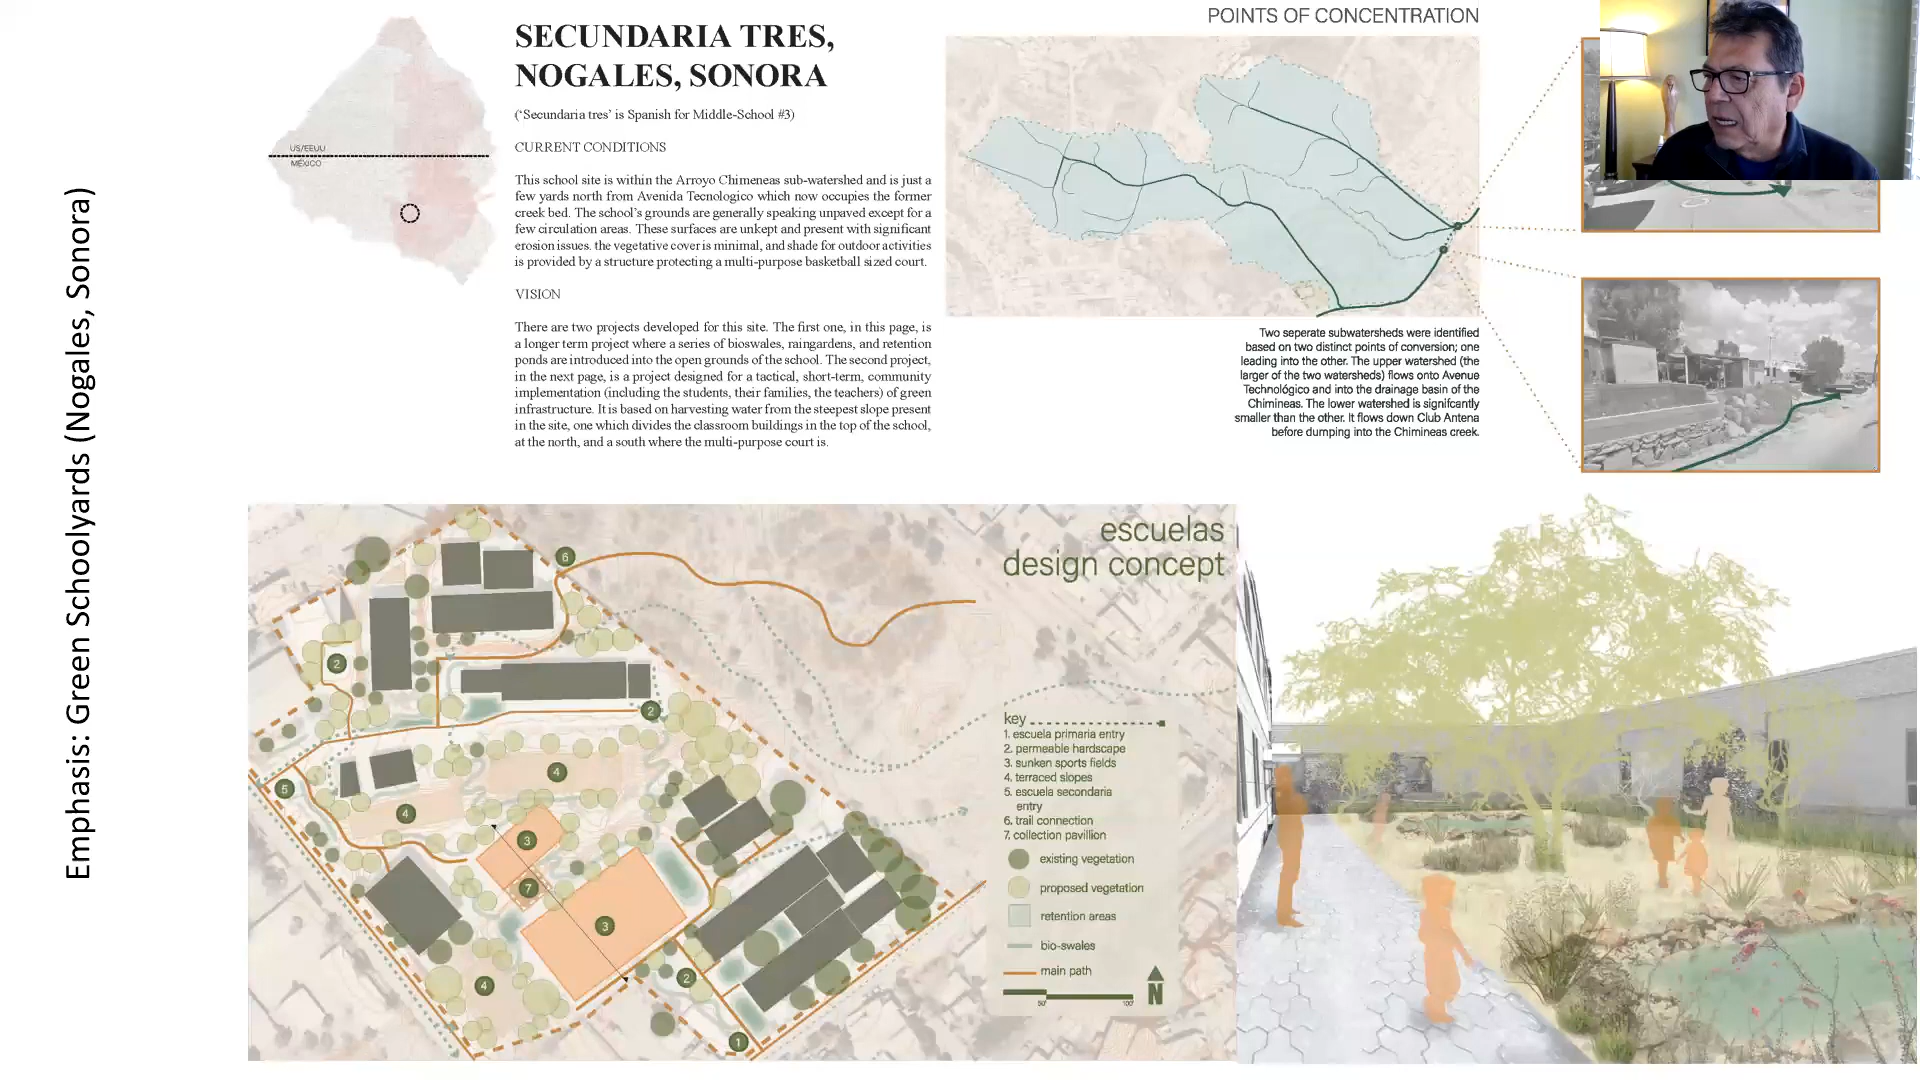 Emphasis: Green Schoolyards (Nogales, Sonora)
US/EEUU
MÉXICO
SECUNDARIA TRES,
NOGALES, SONORA
('Secundaria tres' is Spanish for Middle-School #3)
CURRENT CONDITIONS
This school site is within the Arroyo Chimeneas sub-watershed and is just a
few yards north from Avenida Tecnologico which now occupies the former
creek bed. The school's grounds are generally speaking unpaved except for a
few circulation areas. These surfaces are unkept and present with significant
erosion issues. the vegetative cover is minimal, and shade for outdoor activities
is provided by a structure protecting a multi-purpose basketball sized court.
VISION
There are two projects developed for this site. The first one, in this page, is
a longer term project where a series of bioswales, raingardens, and retention
ponds are introduced into the open grounds of the school. The second project,
in the next page, is a project designed for a tactical, short-term, community
implementation (including the students, their families, the teachers) of green
infrastructure. It is based on harvesting water from the steepest slope present
in the site, one which divides the classroom buildings in the top of the school,
at the north, and a south where the multi-purpose court is.
POINTS OF CONCENTRATION
Two seperate subwatersheds were identified
based on two distinct points of conversion; one
leading into the other. The upper watershed (the
larger of the two watersheds) flows onto Avenue
Technológico and into the drainage basin of the
Chimineas. The lower watershed is signifcantly
smaller than the other. It flows down Club Antena
before dumping into the Chimineas creek.
escuelas
design concept
6
2
2
5
4
4
3
7
3
4
2
1
key
1. escuela primaria entry
2. permeable hardscape
3. sunken sports fields
4. terraced slopes
5. escuela secondaria
entry
6. trail connection
7. collection pavillion
existing vegetation
proposed vegetation
retention areas
bio-swales
main path
50'
100'
N